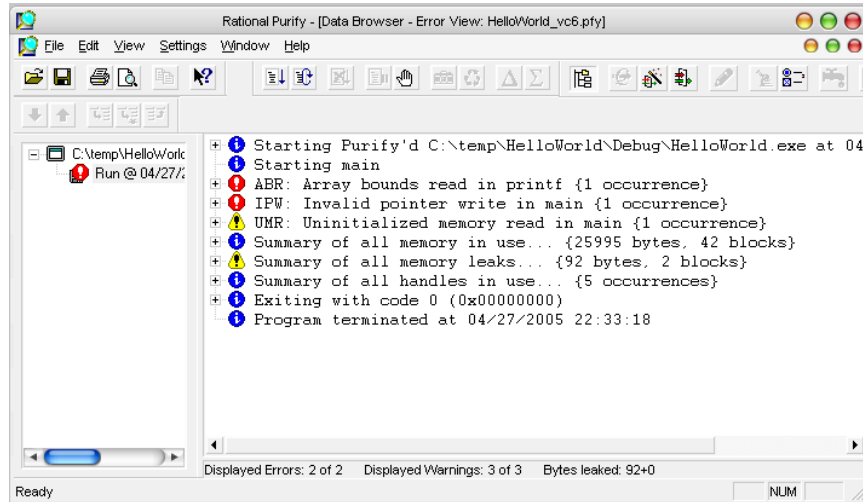 Rational Purify - [Data Browser - Error View: HelloWorld_vc6.pfy]
File Edit View Settings Window Help
C:\temp\HelloWorlc
Run @ 04/27/2
Starting Purify'd C:\temp\HelloWorld\Debug\HelloWorld.exe at 04
Starting main
ABR: Array bounds read in printf {1 occurrence}
IPW: Invalid pointer write in main {1 occurrence}
UMR: Uninitialized memory read in main {1 occurrence}
Summary of all memory in use... {25995 bytes, 42 blocks}
Summary of all memory leaks... {92 bytes, 2 blocks}
Summary of all handles in use... {5 occurrences}
Exiting with code 0 (0x00000000)
Program terminated at 04/27/2005 22:33:18
Displayed Errors: 2 of 2 Displayed Warnings: 3 of 3 Bytes leaked: 92+0
Ready NUM